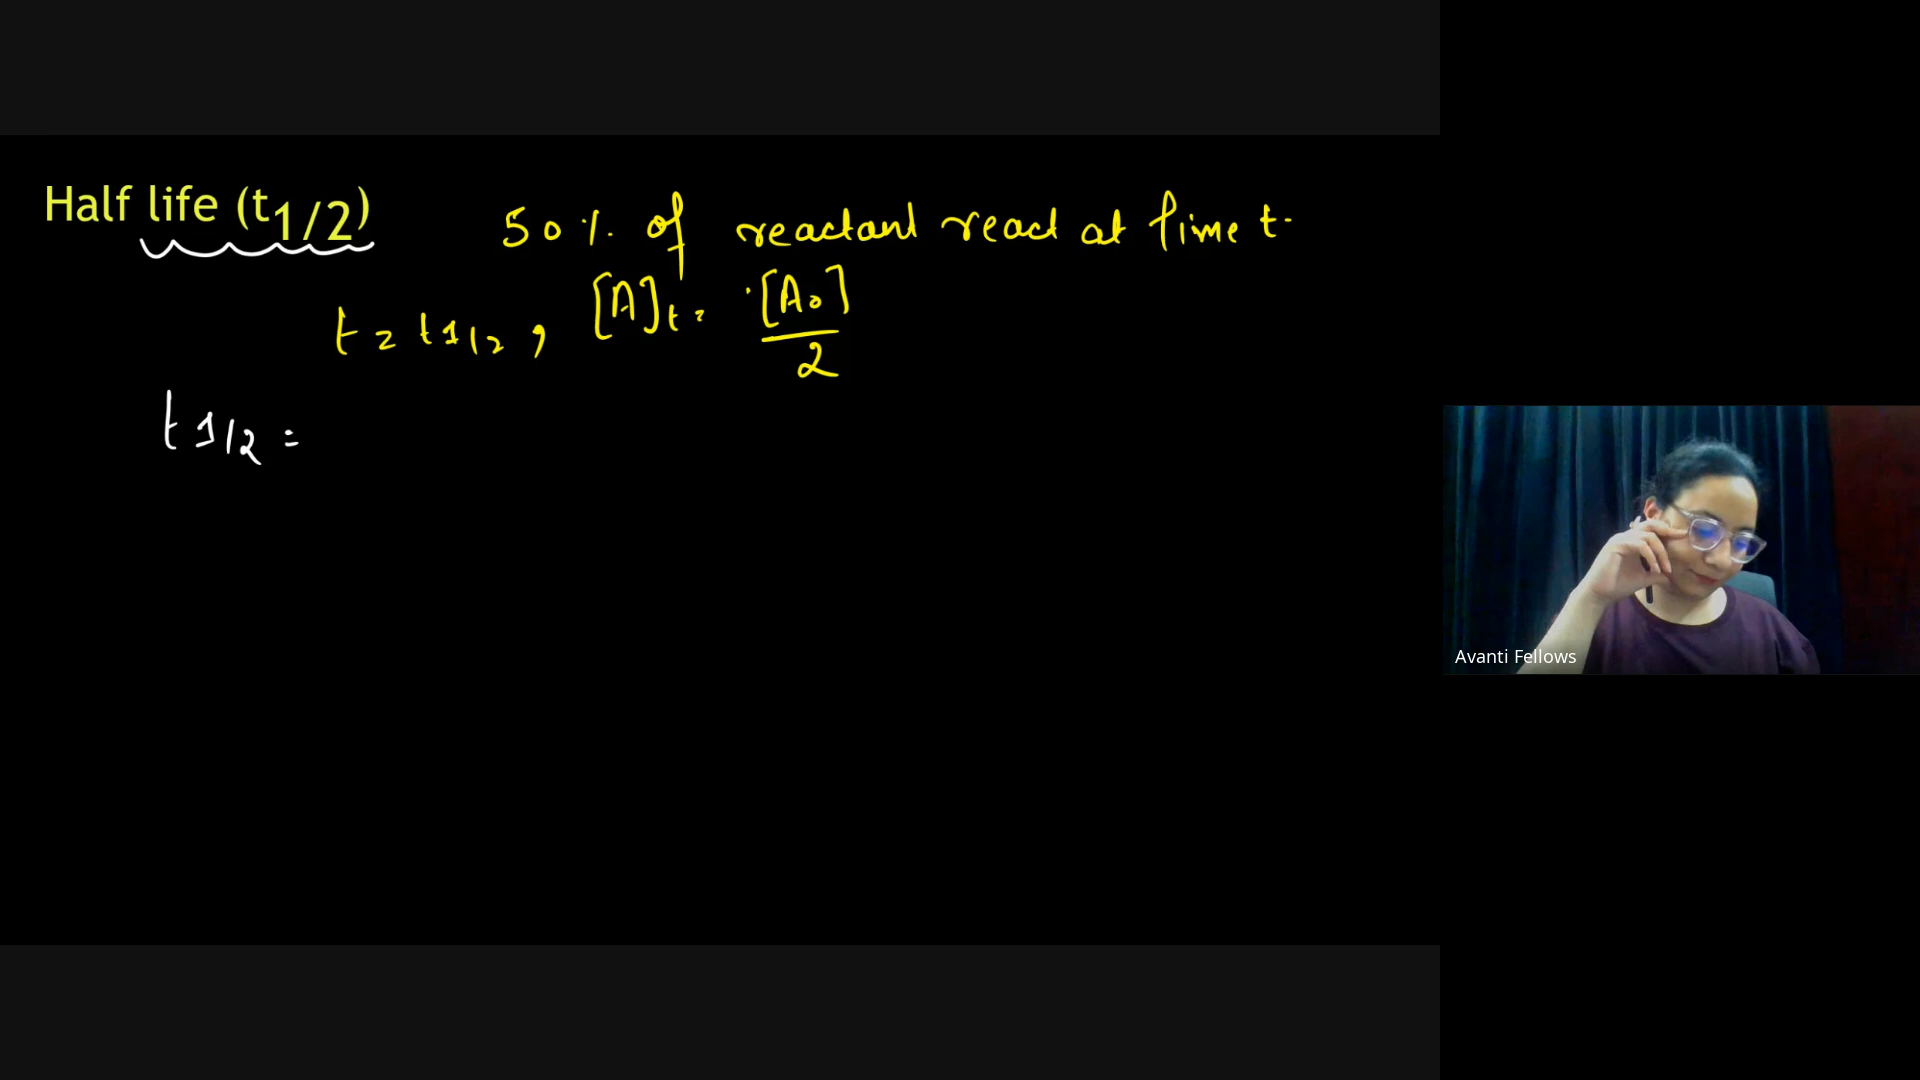 Half life (t1/2)
50% of reactant react at time t.
t = t1/2, [A]t = [A0]/2
t1/2 =
Avanti Fellows